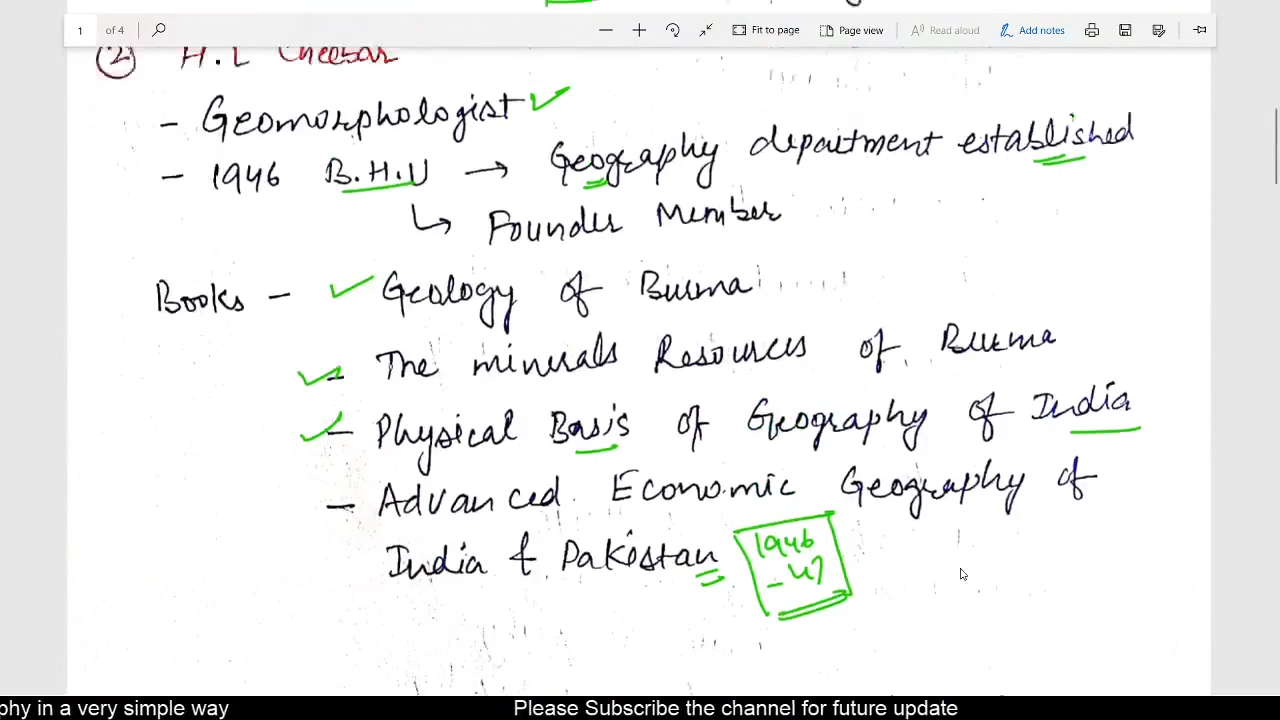 1 of 4 Fit to page Page view Read aloud Add notes
② H.L Cheebar
- Geomorphologist
- 1946 B.H.U → Geography department established
↳ Founder Member
Books - Geology of Burma
- The minerals Resources of Burma
- Physical Basis of Geography of India
- Advanced Economic Geography of
India & Pakistan
1946
- 47
phy in a very simple way Please Subscribe the channel for future update